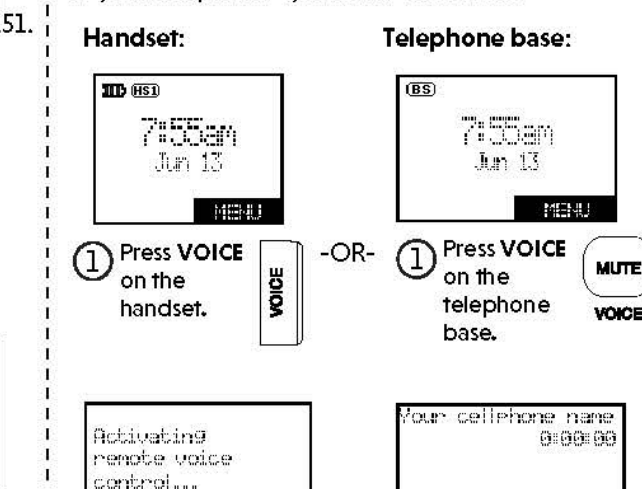 51.
Handset:
HS1
7:55am
Jun 13
MENU
1 Press VOICE
on the
handset.
VOICE
-OR-
Telephone base:
BS
7:55am
Jun 13
MENU
1 Press VOICE
on the
telephone
base.
MUTE
VOICE
Activating
remote voice
control...
Your cellphone name
0:00:00